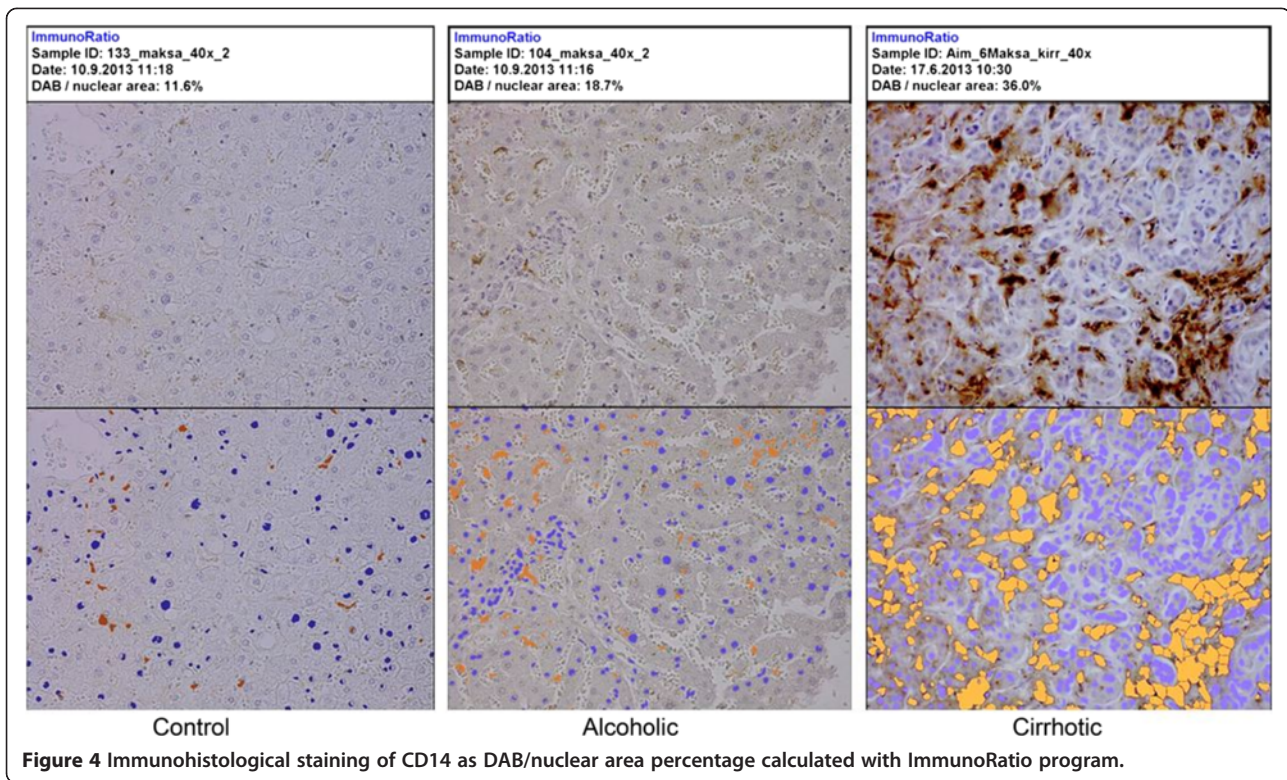 ImmunoRatio
Sample ID: 133_maksa_40x_2
Date: 10.9.2013 11:18
DAB / nuclear area: 11.6%
ImmunoRatio
Sample ID: 104_maksa_40x_2
Date: 10.9.2013 11:16
DAB / nuclear area: 18.7%
ImmunoRatio
Sample ID: Aim_6Maksa_kirr_40x
Date: 17.6.2013 10:30
DAB / nuclear area: 36.0%
Control
Alcoholic
Cirrhotic
Figure 4 Immunohistological staining of CD14 as DAB/nuclear area percentage calculated with ImmunoRatio program.